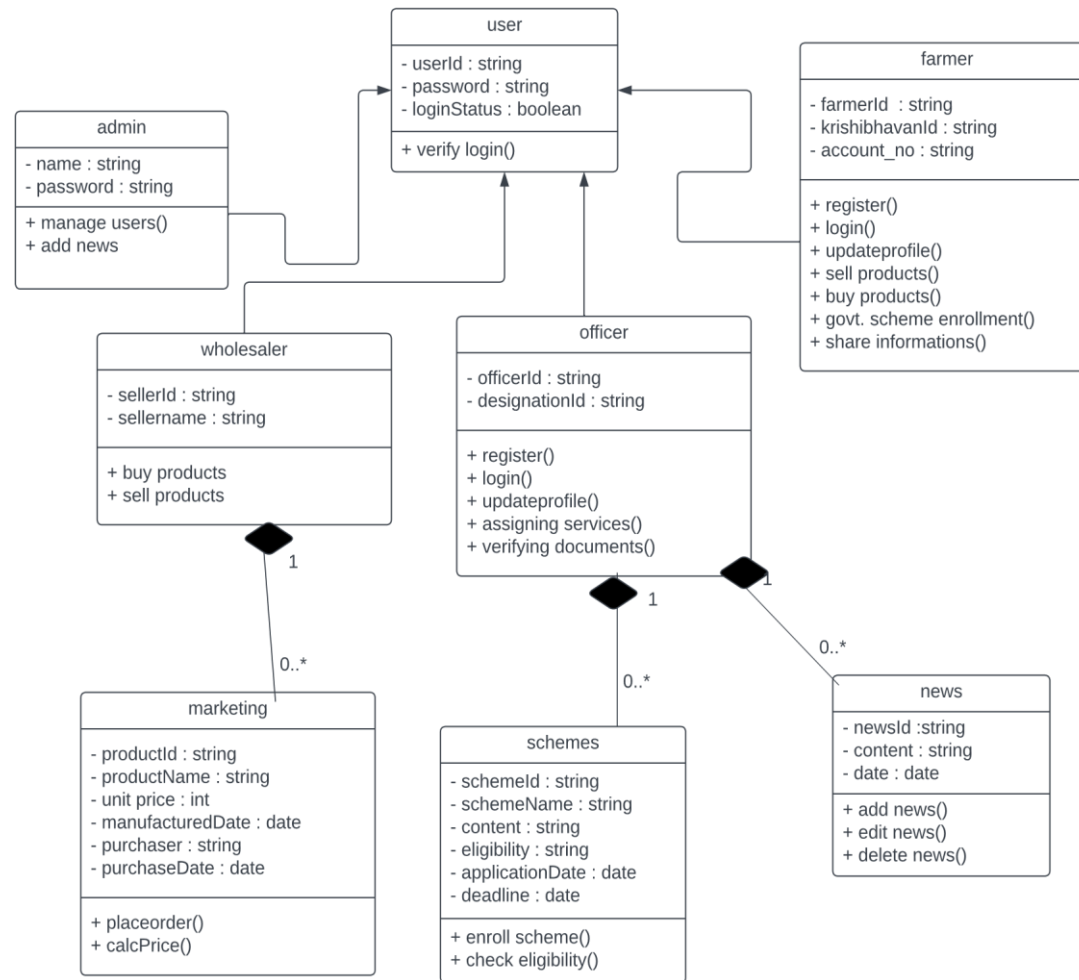 user
- userId : string
- password : string
- loginStatus : boolean
+ verify login()
farmer
- farmerId : string
- krishibhavanId : string
- account_no : string
+ register()
+ login()
+ updateprofile()
+ sell products()
+ buy products()
+ govt. scheme enrollment()
+ share informations()
admin
- name : string
- password : string
+ manage users()
+ add news
wholesaler
- sellerId : string
- sellername : string
+ buy products
+ sell products
1
0..*
officer
- officerId : string
- designationId : string
+ register()
+ login()
+ updateprofile()
+ assigning services()
+ verifying documents()
1
0..*
1
0..*
marketing
- productId : string
- productName : string
- unit price : int
- manufacturedDate : date
- purchaser : string
- purchaseDate : date
+ placeorder()
+ calcPrice()
schemes
- schemeId : string
- schemeName : string
- content : string
- eligibility : string
- applicationDate : date
- deadline : date
+ enroll scheme()
+ check eligibility()
news
- newsId :string
- content : string
- date : date
+ add news()
+ edit news()
+ delete news()